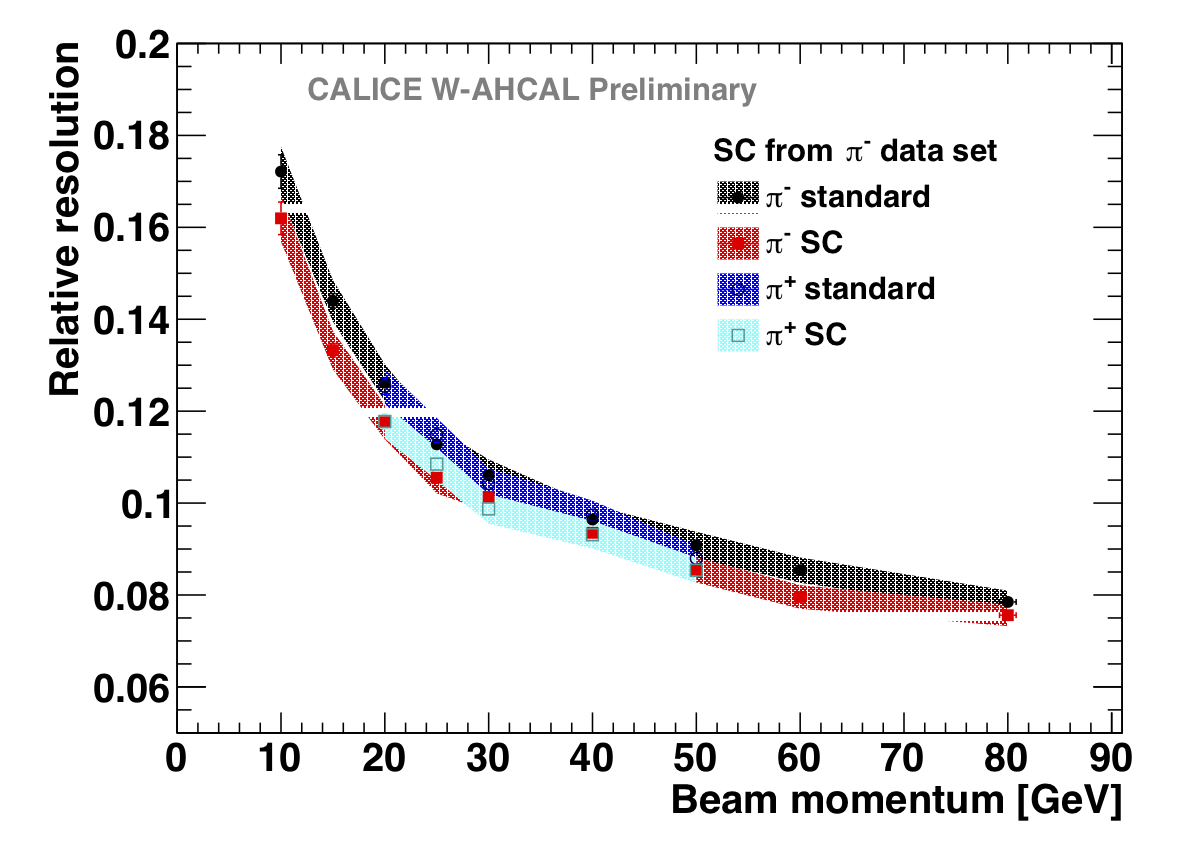 CALICE W-AHCAL Preliminary
SC from π⁻ data set
π⁻ standard
π⁻ SC
π⁺ standard
π⁺ SC
Relative resolution
0.2
0.18
0.16
0.14
0.12
0.1
0.08
0.06
0 10 20 30 40 50 60 70 80 90
Beam momentum [GeV]